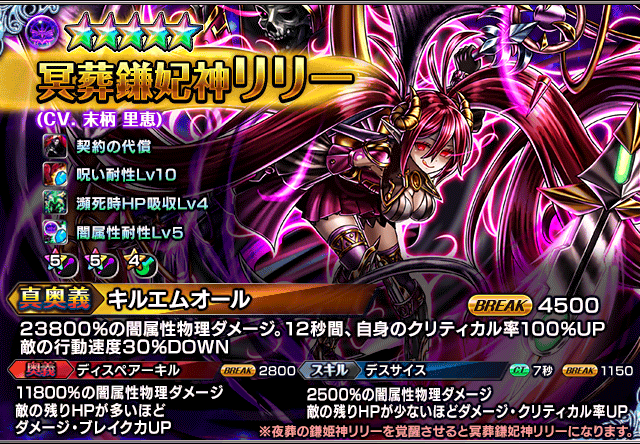 冥葬鎌妃神リリー
(CV. 末柄 里恵)
契約の代償
呪い耐性Lv10
瀕死時HP吸収Lv4
闇属性耐性Lv5
5 5 4
真奥義 キルエムオール BREAK 4500
23800%の闇属性物理ダメージ。12秒間、自身のクリティカル率100%UP
敵の行動速度30%DOWN
奥義 ディスペアーキル BREAK 2800
11800%の闇属性物理ダメージ
敵の残りHPが多いほど
ダメージ・ブレイク力UP
スキル デスサイス CT 7秒 BREAK 1150
2500%の闇属性物理ダメージ
敵の残りHPが少ないほどダメージ・クリティカル率UP
※夜葬の鎌姫リリーを覚醒させると冥葬鎌妃神リリーになります。